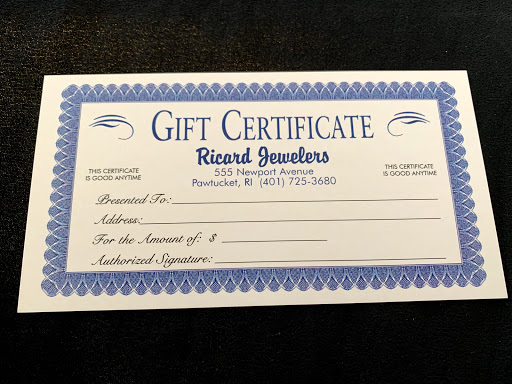 GIFT CERTIFICATE
Ricard Jewelers
555 Newport Avenue
Pawtucket, RI (401) 725-3680
THIS CERTIFICATE
IS GOOD ANYTIME
THIS CERTIFICATE
IS GOOD ANYTIME
Presented To:
Address:
For the Amount of: $
Authorized Signature: